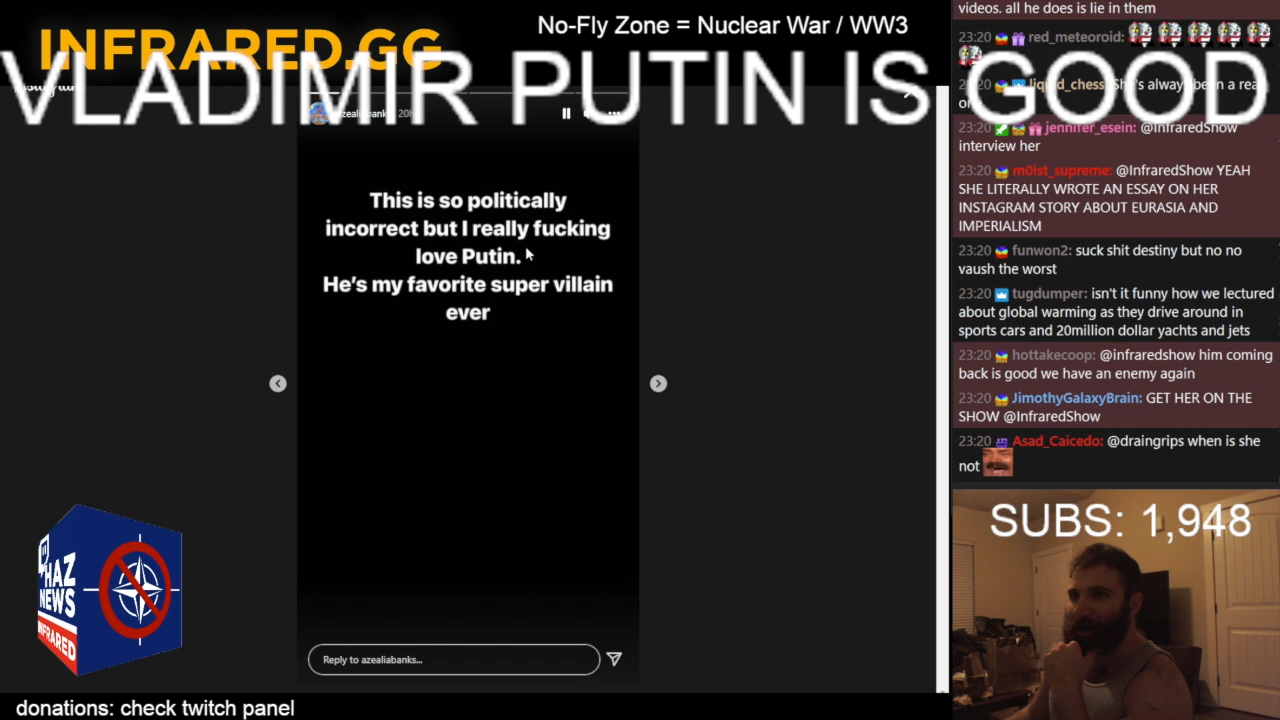 INFRARED.GG
No-Fly Zone = Nuclear War / WW3
VLADIMIR PUTIN IS GOOD
azealiabanks 20h
This is so politically
incorrect but I really fucking
love Putin.
He's my favorite super villain
ever
Reply to azealiabanks...
HAZ
NEWS
INFRARED
donations: check twitch panel
videos. all he does is lie in them
23:20 red_meteoroid:
liquid_chess: She's always been a real
one
23:20 jennifer_esein: @InfraredShow
interview her
23:20 m0ist_supreme: @InfraredShow YEAH
SHE LITERALLY WROTE AN ESSAY ON HER
INSTAGRAM STORY ABOUT EURASIA AND
IMPERIALISM
23:20 funwon2: suck shit destiny but no no
vaush the worst
23:20 tugdumper: isn't it funny how we lectured
about global warming as they drive around in
sports cars and 20million dollar yachts and jets
23:20 hottakecoop: @infraredshow him coming
back is good we have an enemy again
23:20 JimothyGalaxyBrain: GET HER ON THE
SHOW @InfraredShow
23:20 Asad_Caicedo: @draingrips when is she
not
SUBS: 1,948